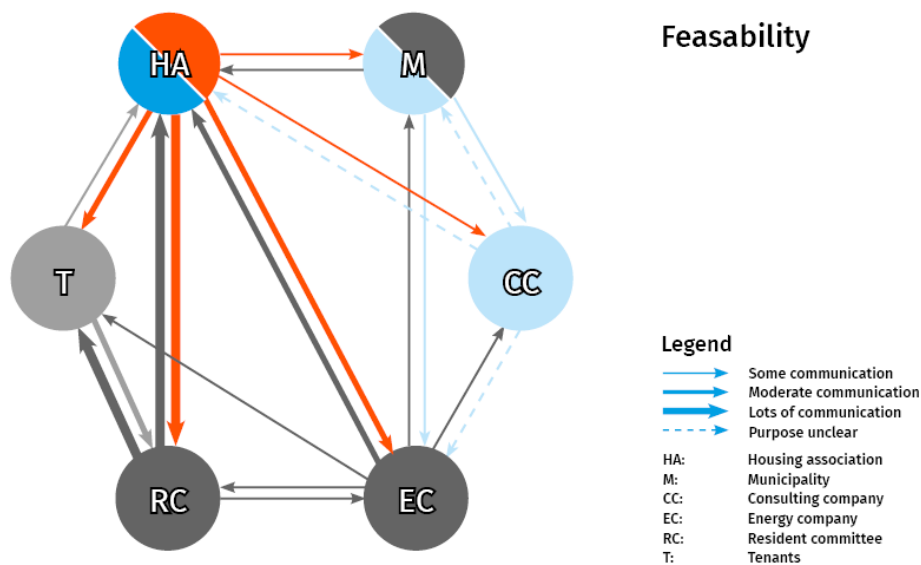 Feasability
HA
M
T
CC
RC
EC
Legend
Some communication
Moderate communication
Lots of communication
Purpose unclear
HA: Housing association
M: Municipality
CC: Consulting company
EC: Energy company
RC: Resident committee
T: Tenants